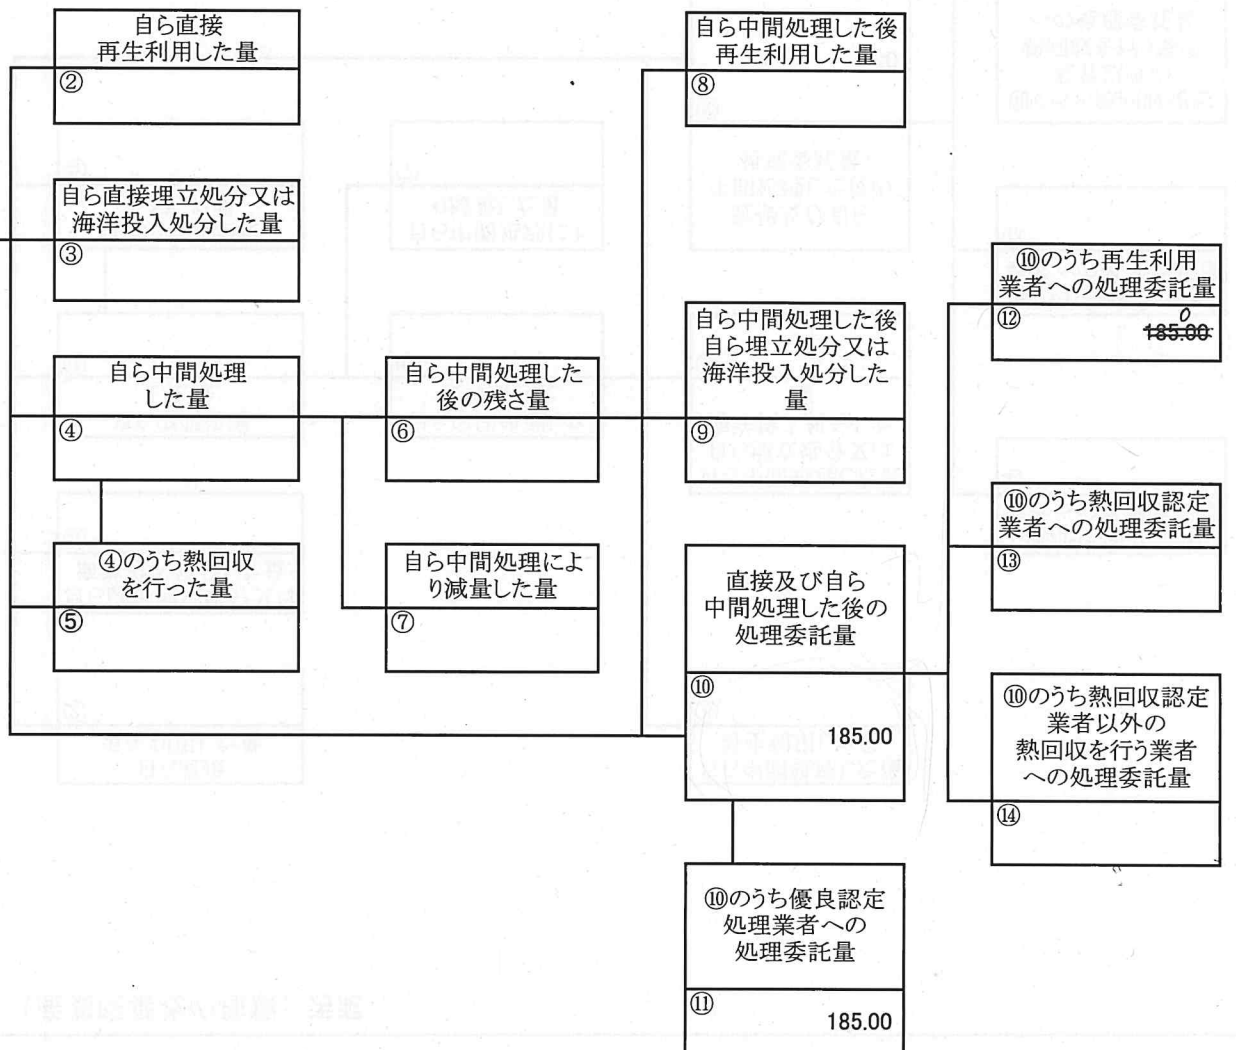 自ら直接
再生利用した量
②
自ら直接埋立処分又は
海洋投入処分した量
③
自ら中間処理
した量
④
④のうち熱回収
を行った量
⑤
自ら中間処理した
後の残さ量
⑥
自ら中間処理によ
り減量した量
⑦
自ら中間処理した後
再生利用した量
⑧
自ら中間処理した後
自ら埋立処分又は
海洋投入処分した
量
⑨
直接及び自ら
中間処理した後の
処理委託量
⑩
185.00
⑩のうち優良認定
処理業者への
処理委託量
⑪
185.00
⑩のうち再生利用
業者への処理委託量
⑫
0
185.00
⑩のうち熱回収認定
業者への処理委託量
⑬
⑩のうち熱回収認定
業者以外の
熱回収を行う業者
への処理委託量
⑭